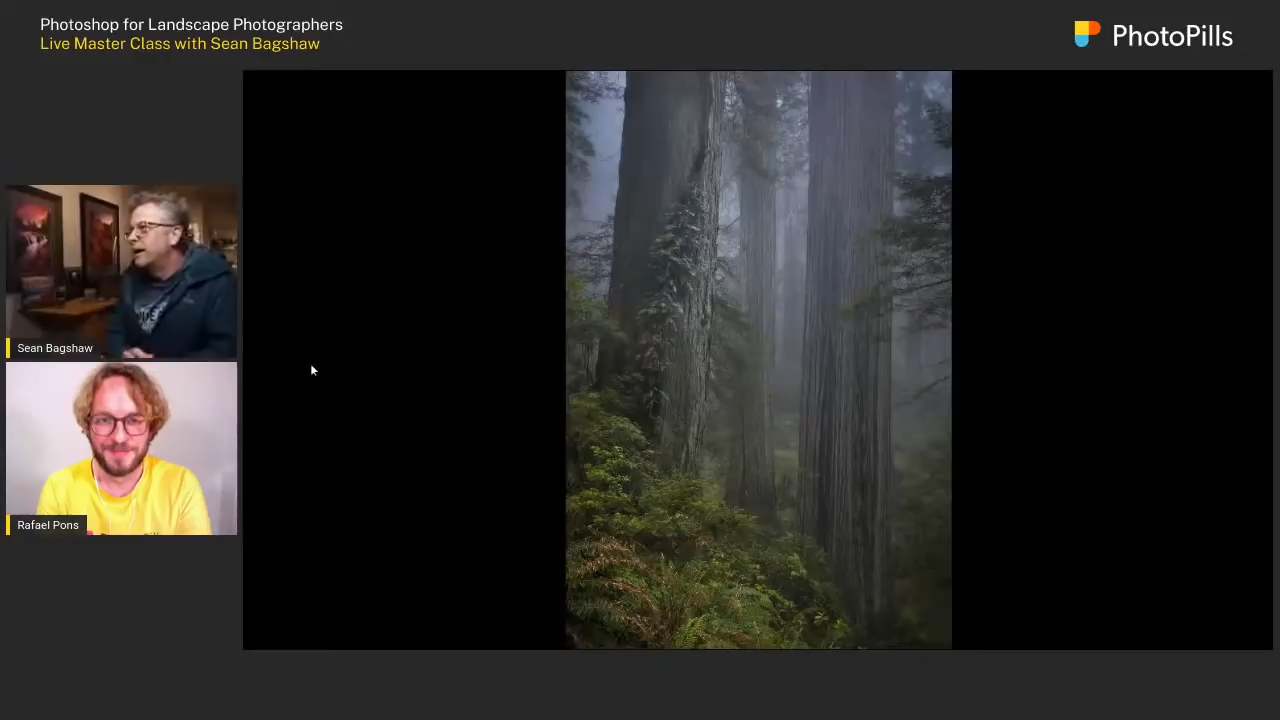 Photoshop for Landscape Photographers
Live Master Class with Sean Bagshaw
PhotoPills
Sean Bagshaw
Rafael Pons